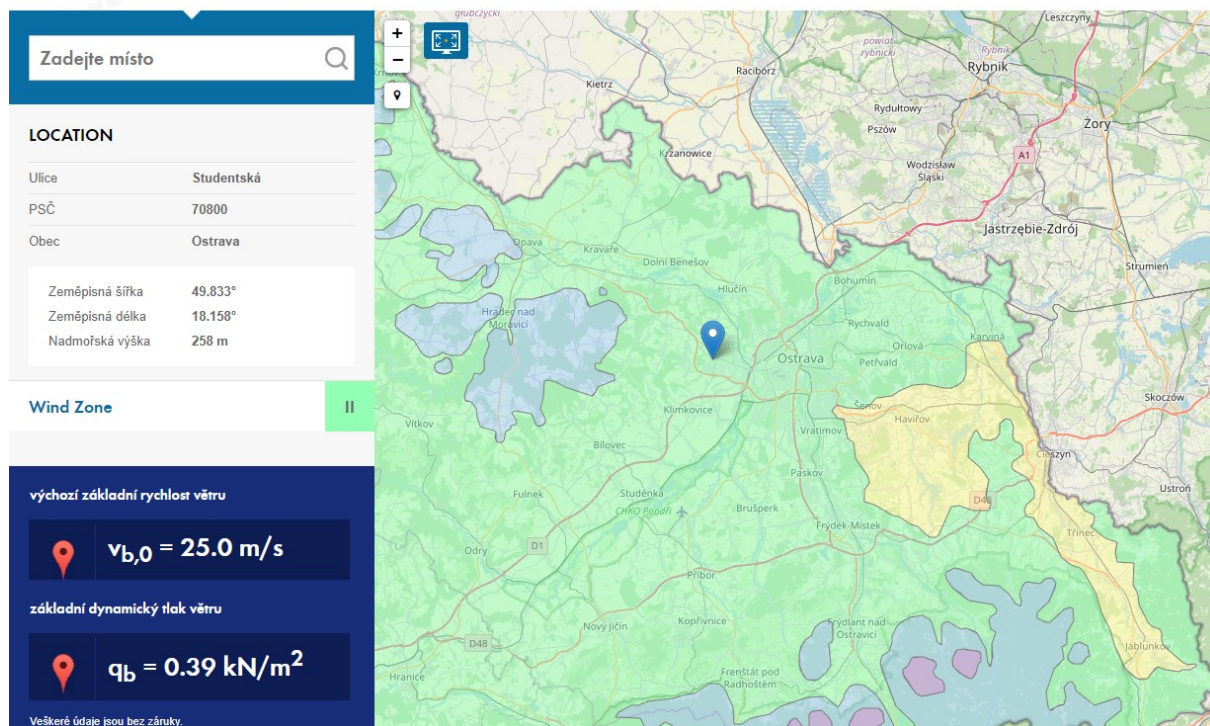 Zadejte místo
LOCATION
Ulice Studentská
PSČ 70800
Obec Ostrava
Zeměpisná šířka 49.833°
Zeměpisná délka 18.158°
Nadmořská výška 258 m
Wind Zone II
výchozí základní rychlost větru
vb,0 = 25.0 m/s
základní dynamický tlak větru
qb = 0.39 kN/m²
Veškeré údaje jsou bez záruky.
+
−
głubczycki
Leszczyny
powiat
rybnicki
Rybnik
Rybnik
Racibórz
Kietrz
Rydułtowy
Pszów
Żory
A1
Krzanowice
Wodzisław
Śląski
Jastrzębie-Zdrój
Strumień
Opava
Kravaře
Dolní Benešov
Hlučín
Bohumín
Hradec nad
Moravicí
Rychvald
Orlová
Karviná
Ostrava
Petřvald
Skoczów
Klimkovice
Šenov
Havířov
Vítkov
Vratimov
Bílovec
Cieszyn
Paskov
Ustroń
Fulnek
Studénka
CHKO Poodří
Brušperk
D48
Frýdek-Místek
Třinec
Odry
D1
Příbor
Nový Jičín
Kopřivnice
Frýdlant nad
Ostravicí
D48
Jablunkov
Hranice
Frenštát pod
Radhoštěm